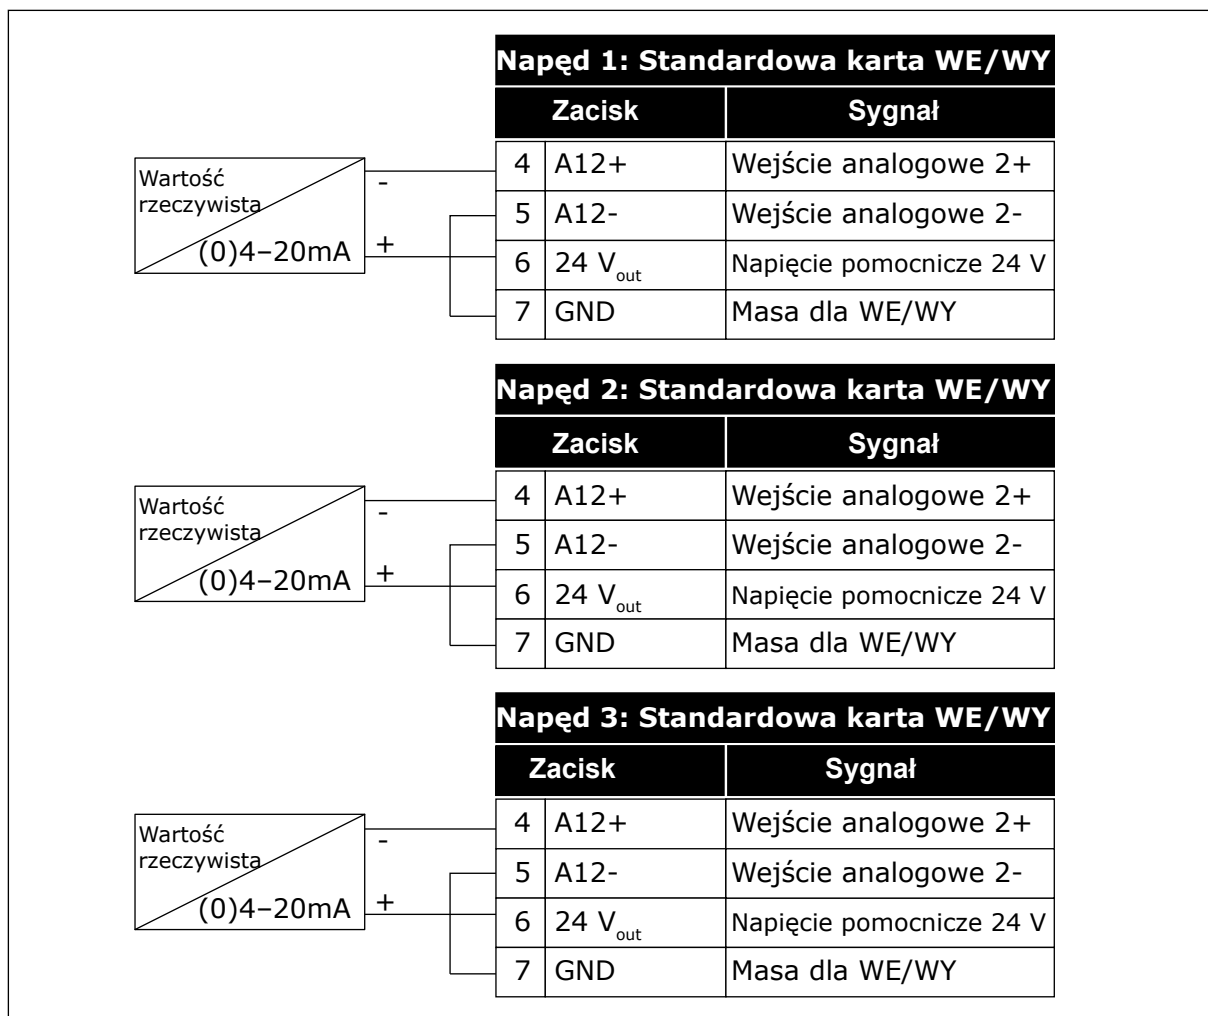 Napęd 1: Standardowa karta WE/WY
Zacisk Sygnał
Wartość
rzeczywista
(0)4–20mA
-
+
4 A12+ Wejście analogowe 2+
5 A12- Wejście analogowe 2-
6 24 Vout Napięcie pomocnicze 24 V
7 GND Masa dla WE/WY
Napęd 2: Standardowa karta WE/WY
Zacisk Sygnał
Wartość
rzeczywista
(0)4–20mA
-
+
4 A12+ Wejście analogowe 2+
5 A12- Wejście analogowe 2-
6 24 Vout Napięcie pomocnicze 24 V
7 GND Masa dla WE/WY
Napęd 3: Standardowa karta WE/WY
Zacisk Sygnał
Wartość
rzeczywista
(0)4–20mA
-
+
4 A12+ Wejście analogowe 2+
5 A12- Wejście analogowe 2-
6 24 Vout Napięcie pomocnicze 24 V
7 GND Masa dla WE/WY